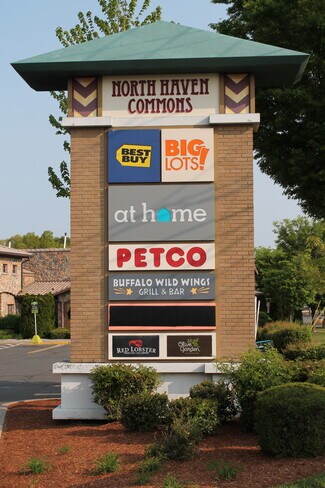 NORTH HAVEN
COMMONS
BEST
BUY
BIG
LOTS!
at home
PETCO
BUFFALO WILD WINGS
GRILL & BAR
RED LOBSTER
Olive Garden